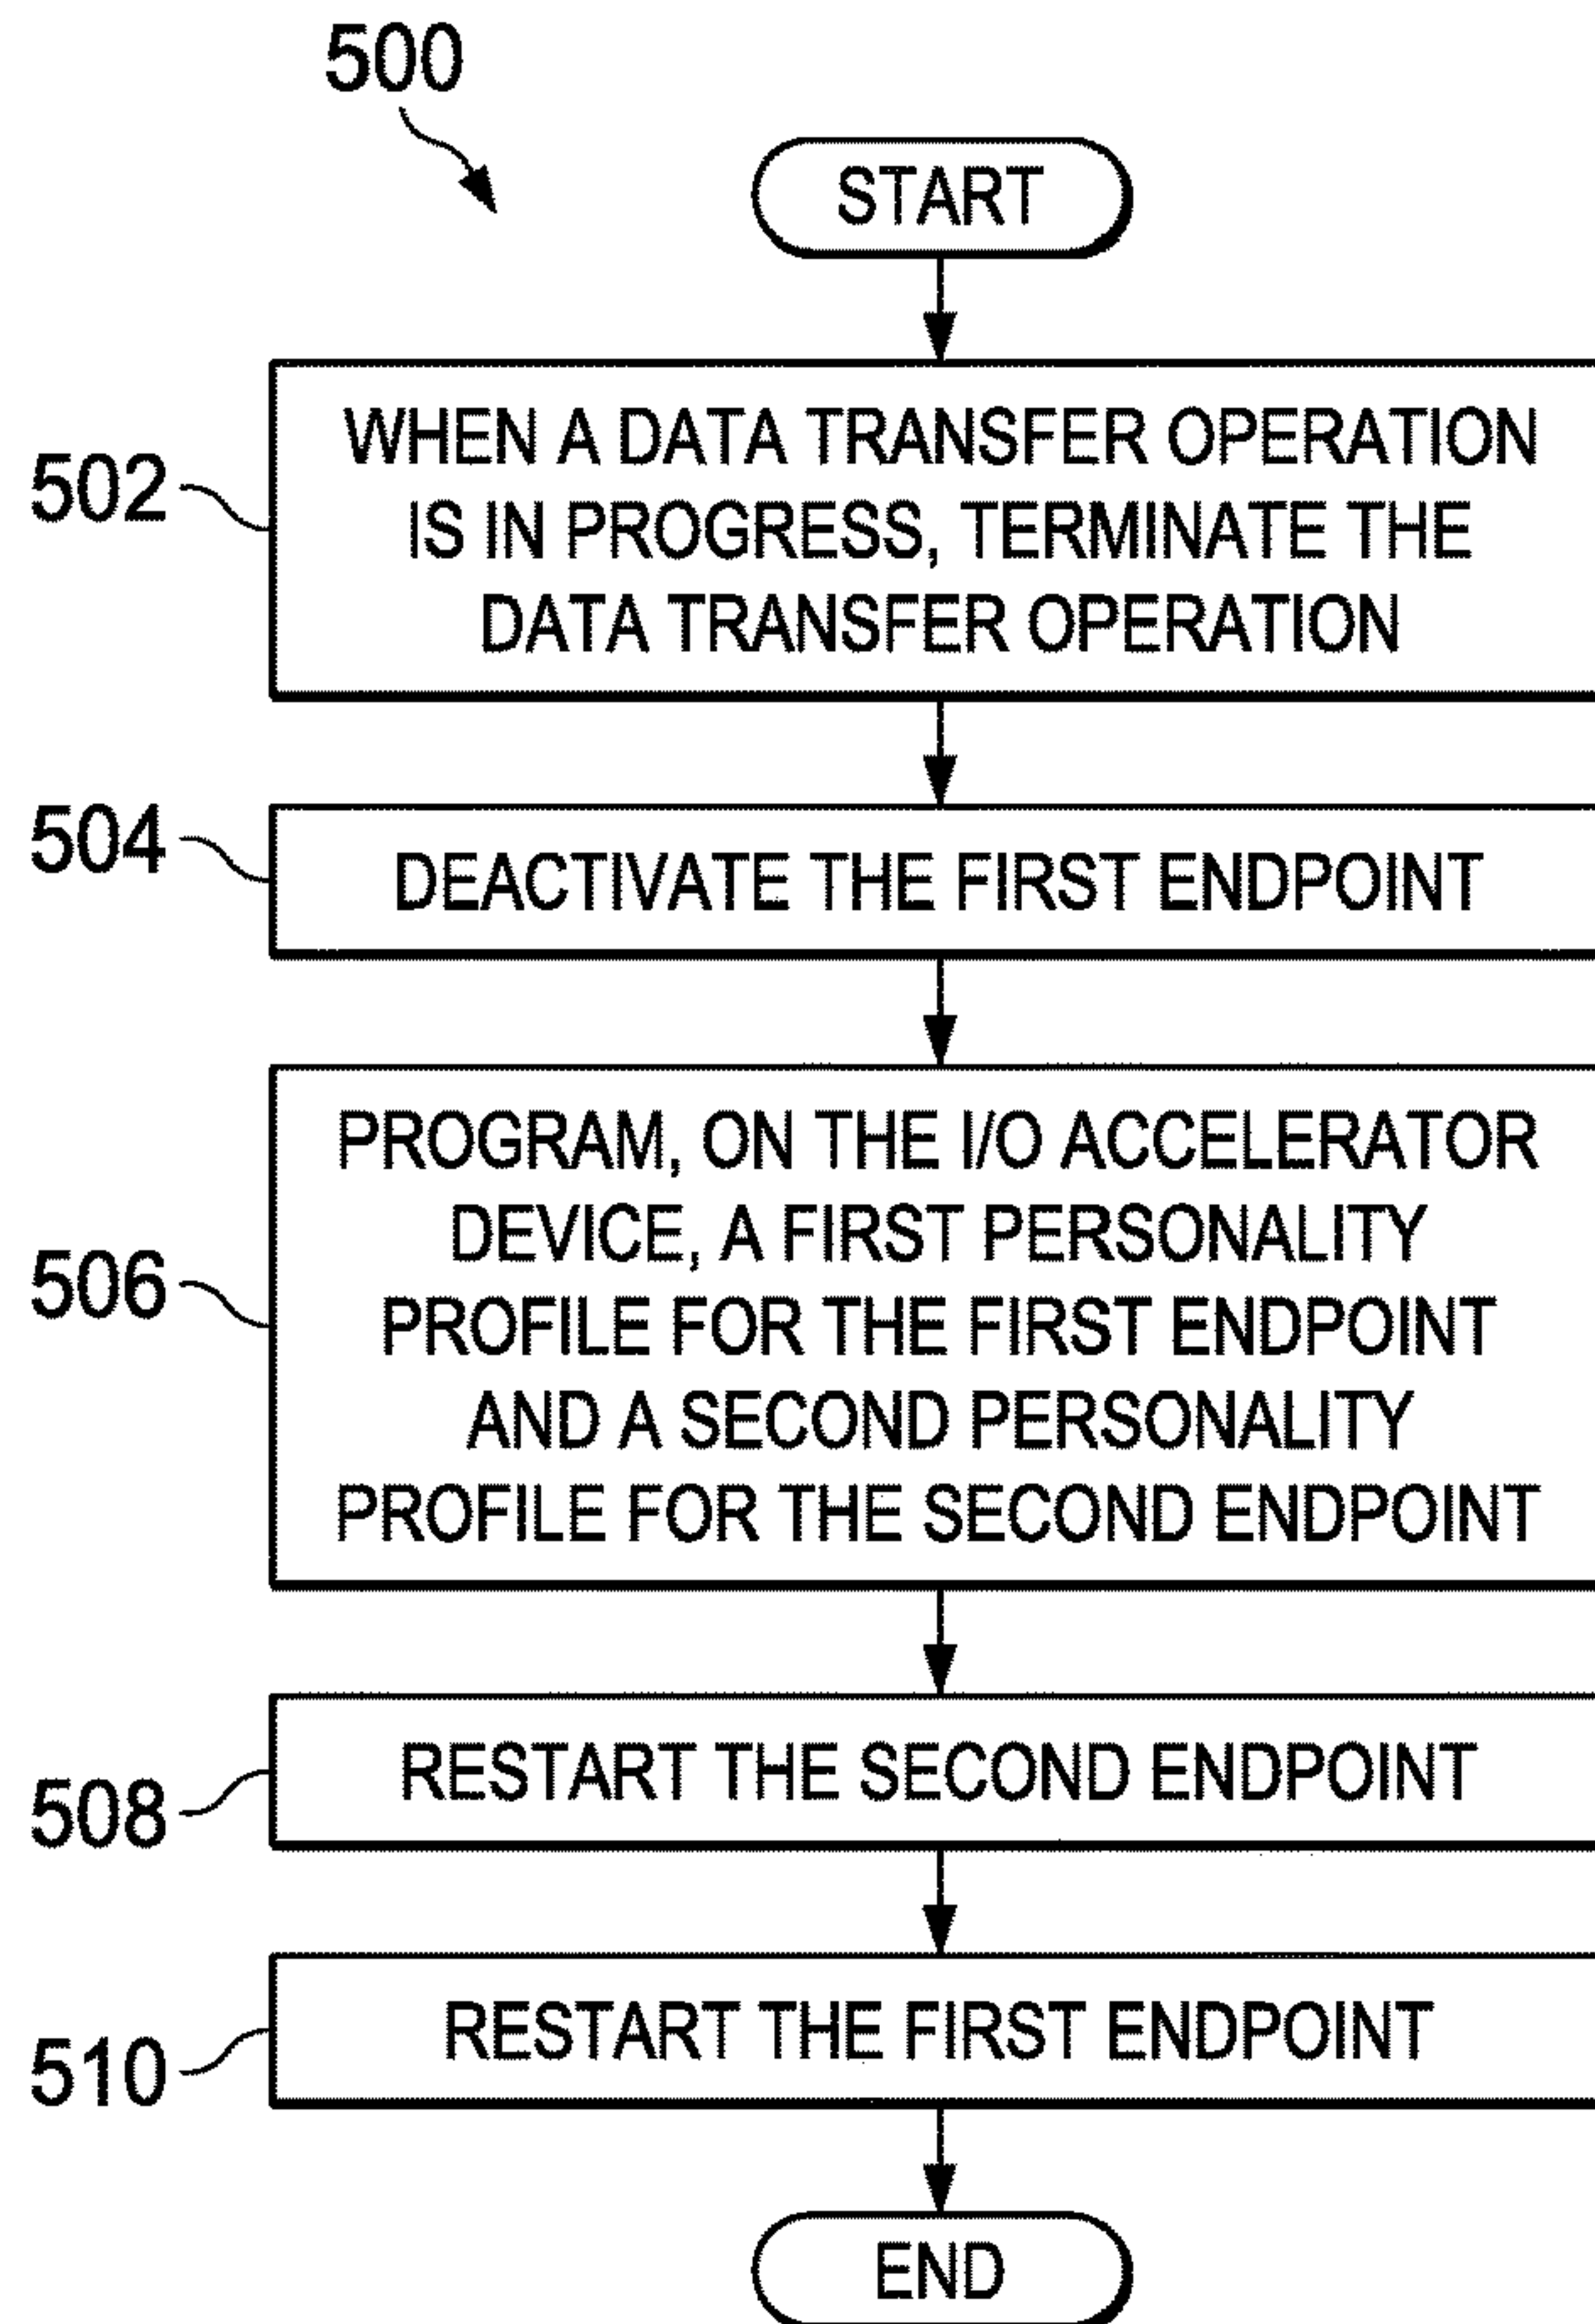 500
START
502
WHEN A DATA TRANSFER OPERATION
IS IN PROGRESS, TERMINATE THE
DATA TRANSFER OPERATION
504
DEACTIVATE THE FIRST ENDPOINT
506
PROGRAM, ON THE I/O ACCELERATOR
DEVICE, A FIRST PERSONALITY
PROFILE FOR THE FIRST ENDPOINT
AND A SECOND PERSONALITY
PROFILE FOR THE SECOND ENDPOINT
508
RESTART THE SECOND ENDPOINT
510
RESTART THE FIRST ENDPOINT
END